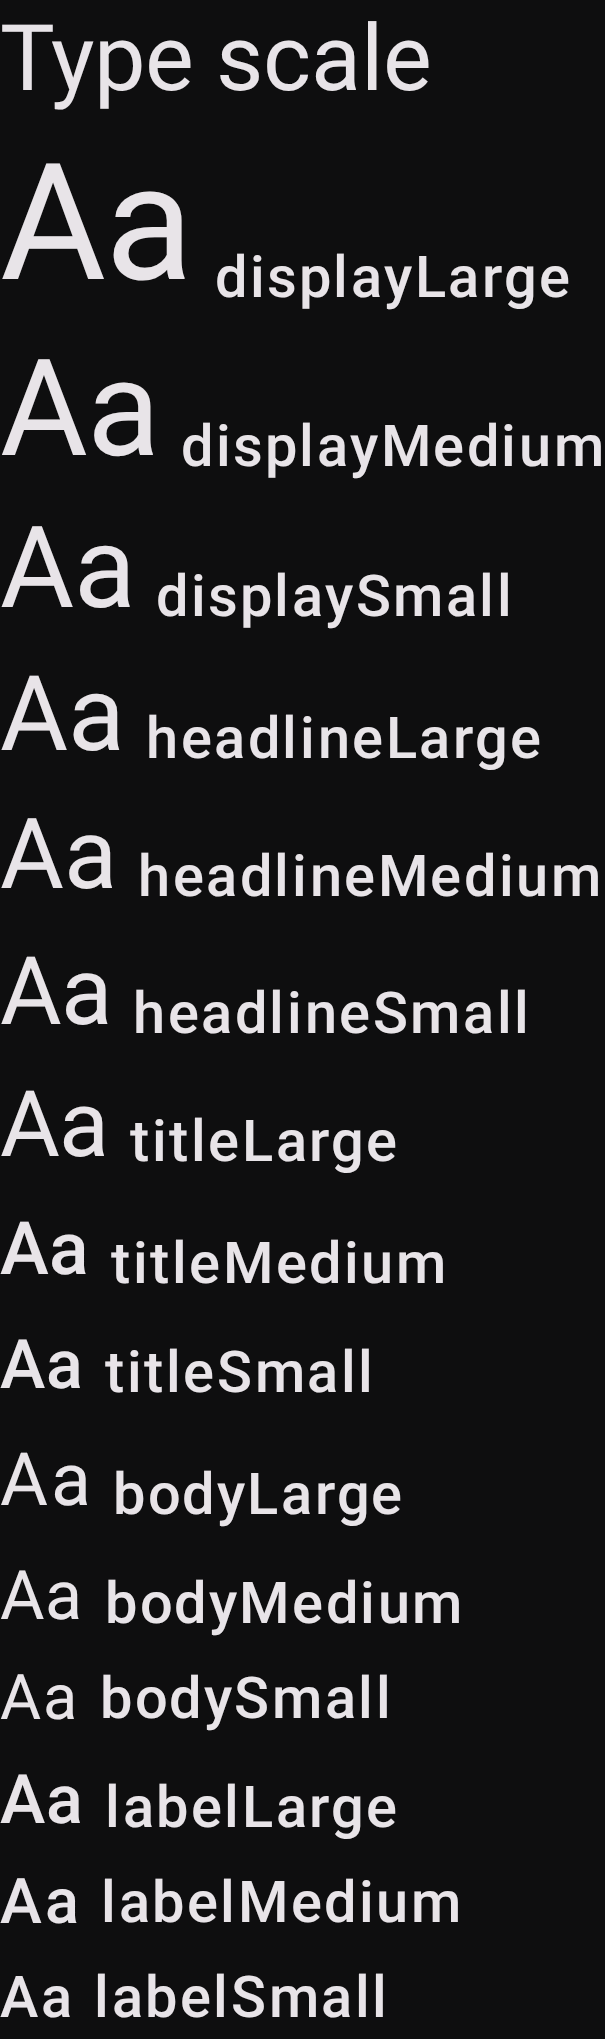 Type scale
Aa displayLarge
Aa displayMedium
Aa displaySmall
Aa headlineLarge
Aa headlineMedium
Aa headlineSmall
Aa titleLarge
Aa titleMedium
Aa titleSmall
Aa bodyLarge
Aa bodyMedium
Aa bodySmall
Aa labelLarge
Aa labelMedium
Aa labelSmall